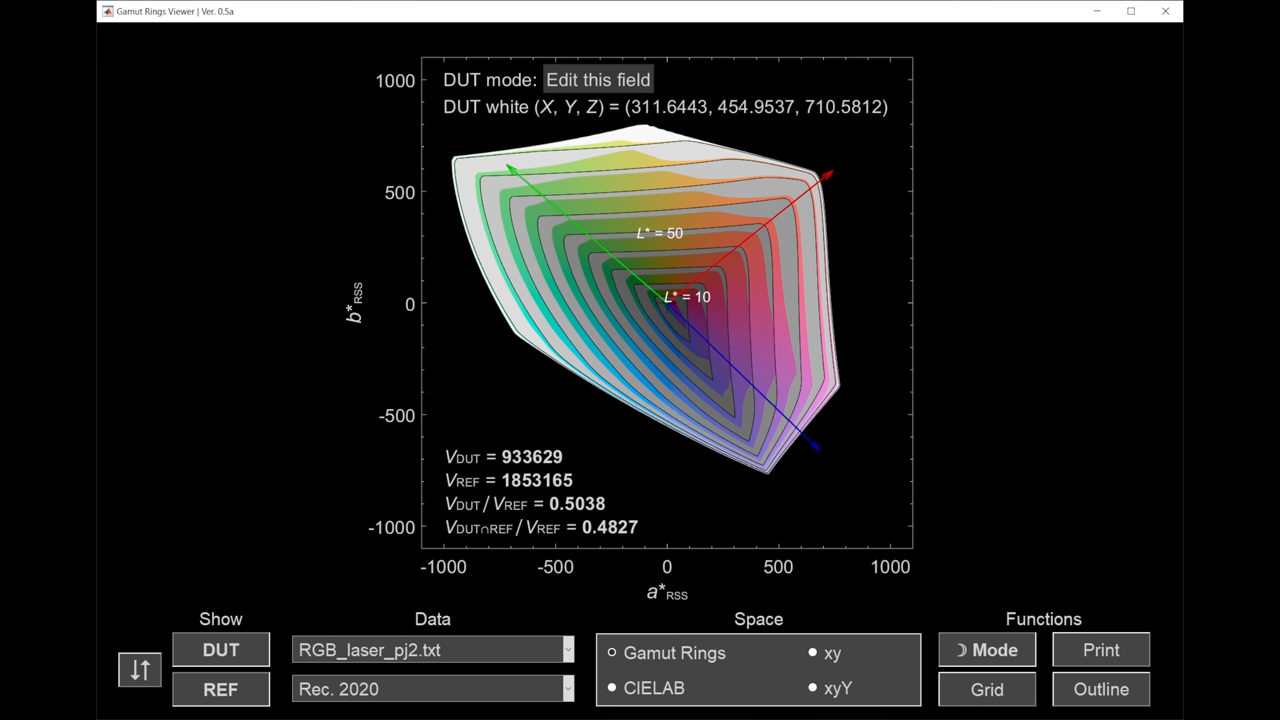 Gamut Rings Viewer | Ver. 0.5a
DUT mode: Edit this field
DUT white (X, Y, Z) = (311.6443, 454.9537, 710.5812)
1000
500
0
-500
-1000
b*RSS
L* = 50
L* = 10
VDUT = 933629
VREF = 1853165
VDUT/VREF = 0.5038
VDUT∩REF/VREF = 0.4827
-1000 -500 0 500 1000
a*RSS
Show Data Space Functions
DUT RGB_laser_pj2.txt Gamut Rings xy ☽ Mode Print
REF Rec. 2020 CIELAB xyY Grid Outline